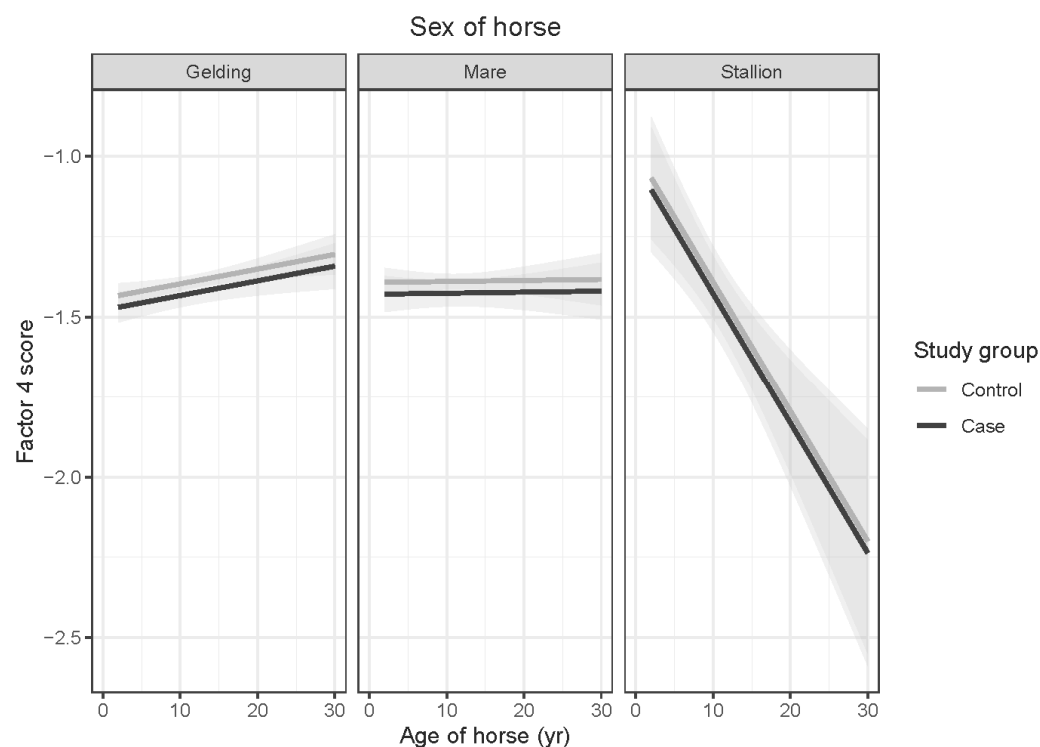 Sex of horse
Gelding Mare Stallion
Factor 4 score
−1.0
−1.5
−2.0
−2.5
0 10 20 30 0 10 20 30 0 10 20 30
Age of horse (yr)
Study group
Control
Case